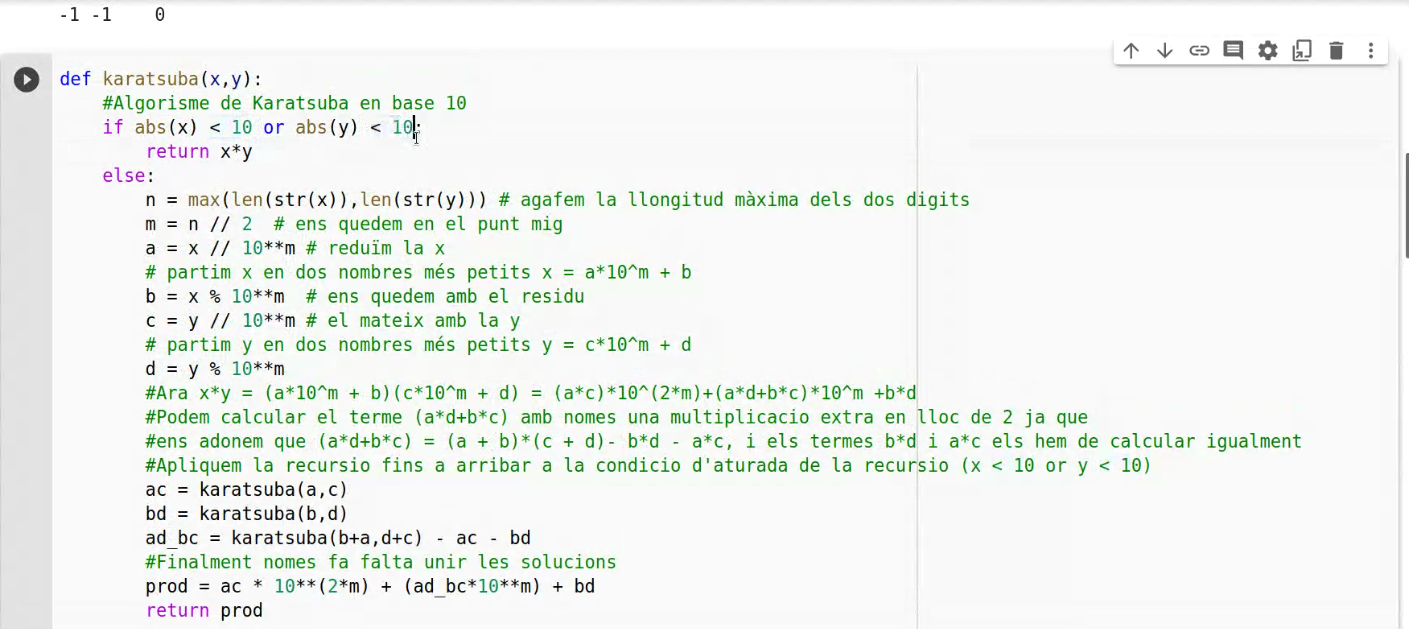 -1 -1    0
def karatsuba(x,y):
    #Algorisme de Karatsuba en base 10
    if abs(x) < 10 or abs(y) < 10:
        return x*y
    else:
        n = max(len(str(x)),len(str(y))) # agafem la llongitud màxima dels dos digits
        m = n // 2  # ens quedem en el punt mig
        a = x // 10**m # reduïm la x
        # partim x en dos nombres més petits x = a*10^m + b
        b = x % 10**m  # ens quedem amb el residu
        c = y // 10**m # el mateix amb la y
        # partim y en dos nombres més petits y = c*10^m + d
        d = y % 10**m
        #Ara x*y = (a*10^m + b)(c*10^m + d) = (a*c)*10^(2*m)+(a*d+b*c)*10^m +b*d
        #Podem calcular el terme (a*d+b*c) amb nomes una multiplicacio extra en lloc de 2 ja que
        #ens adonem que (a*d+b*c) = (a + b)*(c + d)- b*d - a*c, i els termes b*d i a*c els hem de calcular igualment
        #Apliquem la recursio fins a arribar a la condicio d'aturada de la recursio (x < 10 or y < 10)
        ac = karatsuba(a,c)
        bd = karatsuba(b,d)
        ad_bc = karatsuba(b+a,d+c) - ac - bd
        #Finalment nomes fa falta unir les solucions
        prod = ac * 10**(2*m) + (ad_bc*10**m) + bd
        return prod